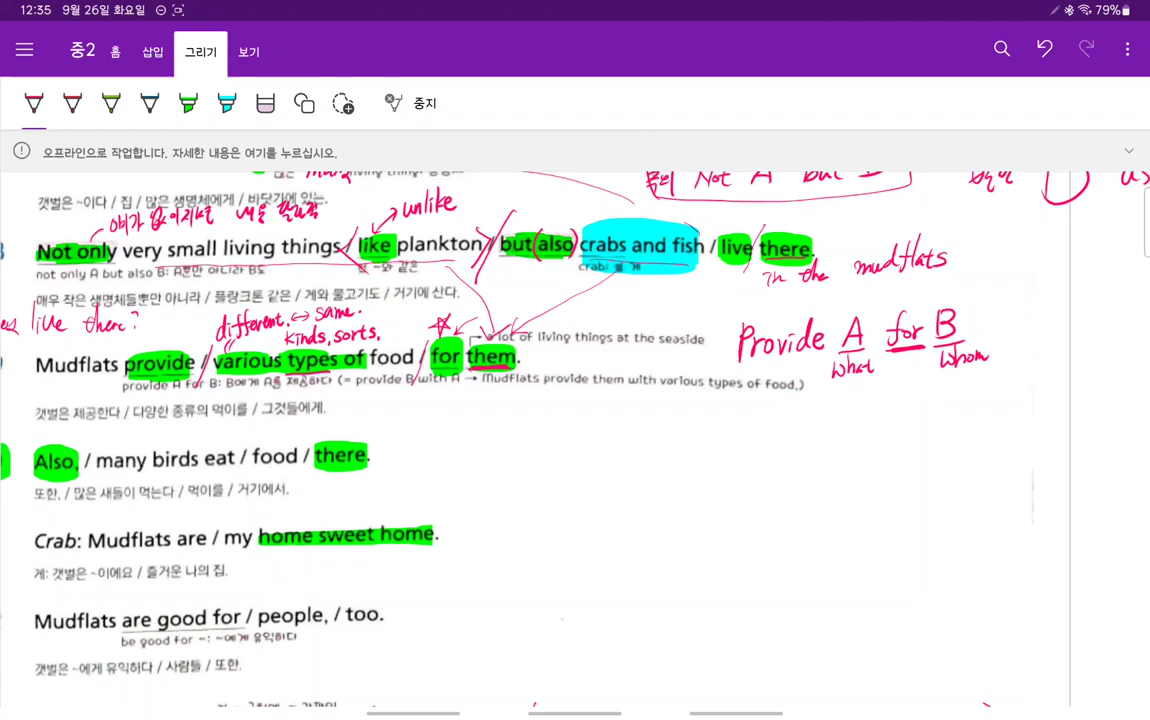 12:35 9월 26일 화요일 79%
중2 홈 삽입 그리기 보기
중지
오프라인으로 작업합니다. 자세한 내용은 여기를 누르십시오.
Not A But B
갯벌은 ~이다 / 집 / 많은 생명체에게 / 바닷가에 있는.
unlike
Not only very small living things / like plankton / but (also) crabs and fish / live / there.
not only A but also B: A뿐만 아니라 B도
~와 같은
Crab: 게
in the mudflats
매우 작은 생명체들뿐만 아니라 / 플랑크톤 같은 / 게와 물고기도 / 거기에 산다.
live there?
different. ↔ same.
kinds, sorts,
→ a lot of living things at the seaside
Provide A for B
what whom
Mudflats provide / various types of food / for them.
provide A for B: B에게 A를 제공하다 (= provide B with A → Mudflats provide them with various types of food.)
갯벌은 제공한다 / 다양한 종류의 먹이를 / 그것들에게.
Also, / many birds eat / food / there.
또한, / 많은 새들이 먹는다 / 먹이를 / 거기에서.
Crab: Mudflats are / my home sweet home.
게: 갯벌은 ~이에요 / 즐거운 나의 집.
Mudflats are good for / people, / too.
be good for ~: ~에게 유익하다
갯벌은 ~에게 유익하다 / 사람들 / 또한.